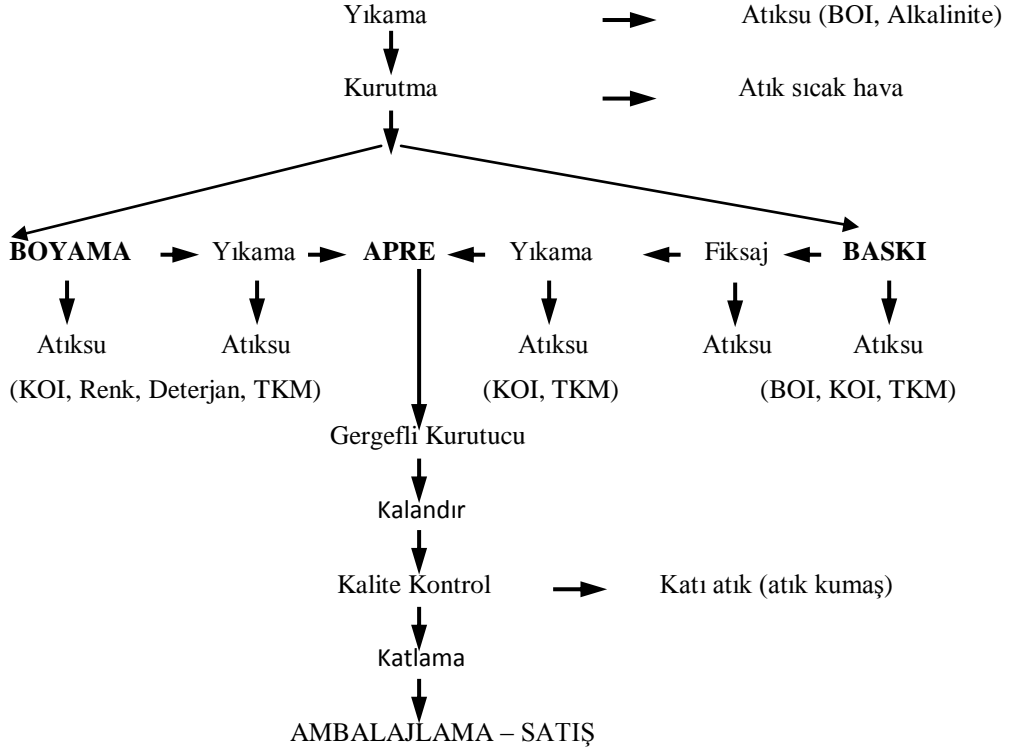 Yıkama Atıksu (BOI, Alkalinite)
Kurutma Atık sıcak hava
BOYAMA Yıkama APRE Yıkama Fiksaj BASKI
Atıksu Atıksu Atıksu Atıksu Atıksu
(KOI, Renk, Deterjan, TKM) (KOI, TKM) (BOI, KOI, TKM)
Gergefli Kurutucu
Kalandır
Kalite Kontrol Katı atık (atık kumaş)
Katlama
AMBALAJLAMA – SATIŞ